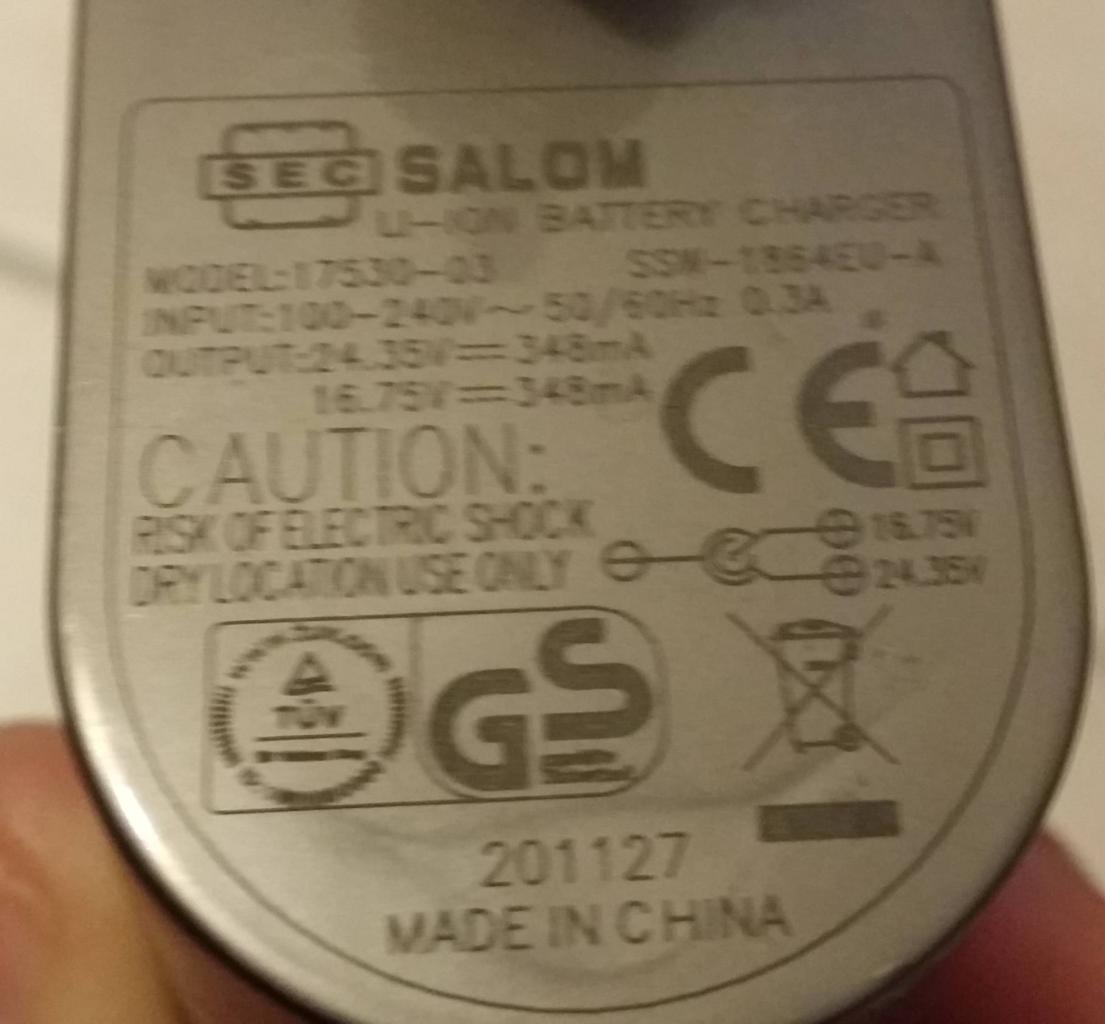 SEC SALOM
LI-ION BATTERY CHARGER
MODEL:17530-03 SSW-1864EU-A
INPUT:100-240V~50/60Hz 0.3A
OUTPUT:24.35V⎓348mA
16.75V⎓348mA
CE
CAUTION:
RISK OF ELECTRIC SHOCK
DRY LOCATION USE ONLY
16.75V
24.35V
TÜV
GS
201127
MADE IN CHINA